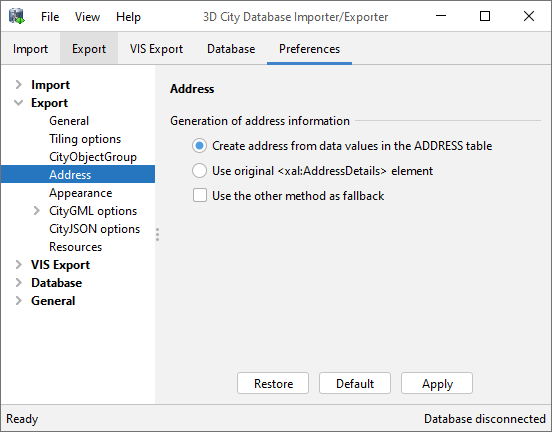 File View Help 3D City Database Importer/Exporter
Import Export VIS Export Database Preferences
Import
Export
General
Tiling options
CityObjectGroup
Address
Appearance
CityGML options
CityJSON options
Resources
VIS Export
Database
General
Address
Generation of address information
Create address from data values in the ADDRESS table
Use original <xal:AddressDetails> element
Use the other method as fallback
Restore Default Apply
Ready Database disconnected